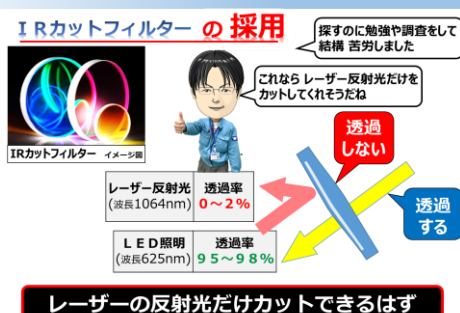 IRカットフィルター の 採用
探すのに勉強や調査をして
結構 苦労しました
これなら レーザー反射光だけを
カットしてくれそうだね
IRカットフィルター イメージ図
透過
しない
レーザー反射光 透過率
(波長1064nm) 0～2%
透過
する
LED照明 透過率
(波長625nm) 95～98%
レーザーの反射光だけカットできるはず